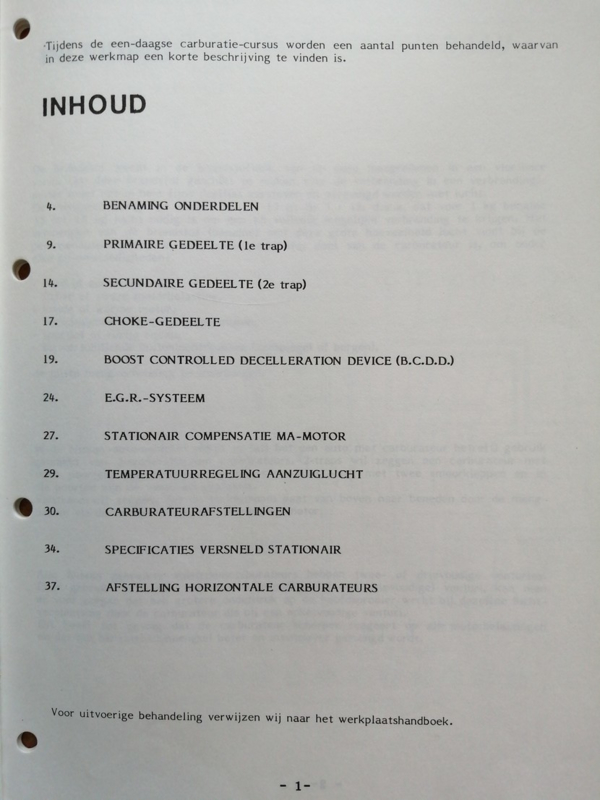 Tijdens de een-daagse carburatie-cursus worden een aantal punten behandeld, waarvan
in deze werkmap een korte beschrijving te vinden is.
INHOUD
4. BENAMING ONDERDELEN
9. PRIMAIRE GEDEELTE (1e trap)
14. SECUNDAIRE GEDEELTE (2e trap)
17. CHOKE-GEDEELTE
19. BOOST CONTROLLED DECELLERATION DEVICE (B.C.D.D.)
24. E.G.R.-SYSTEEM
27. STATIONAIR COMPENSATIE MA-MOTOR
29. TEMPERATUURREGELING AANZUIGLUCHT
30. CARBURATEURAFSTELLINGEN
34. SPECIFICATIES VERSNELD STATIONAIR
37. AFSTELLING HORIZONTALE CARBURATEURS
Voor uitvoerige behandeling verwijzen wij naar het werkplaatshandboek.
- 1-